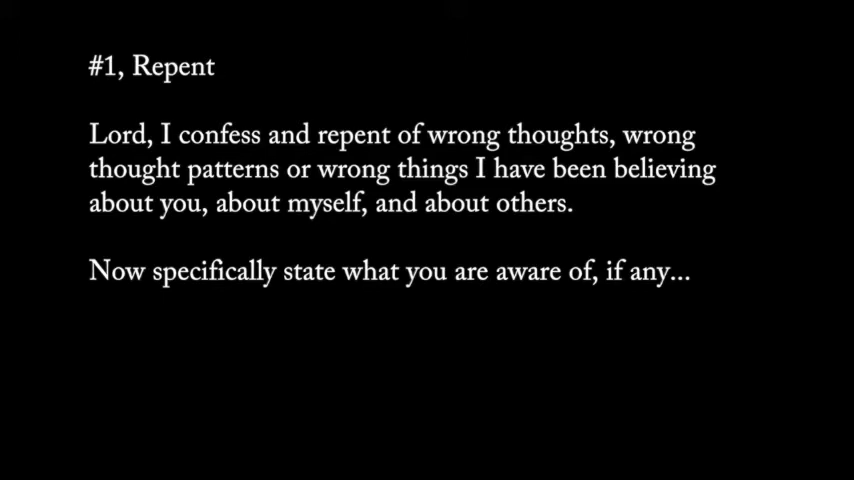 #1, Repent
Lord, I confess and repent of wrong thoughts, wrong
thought patterns or wrong things I have been believing
about you, about myself, and about others.
Now specifically state what you are aware of, if any...